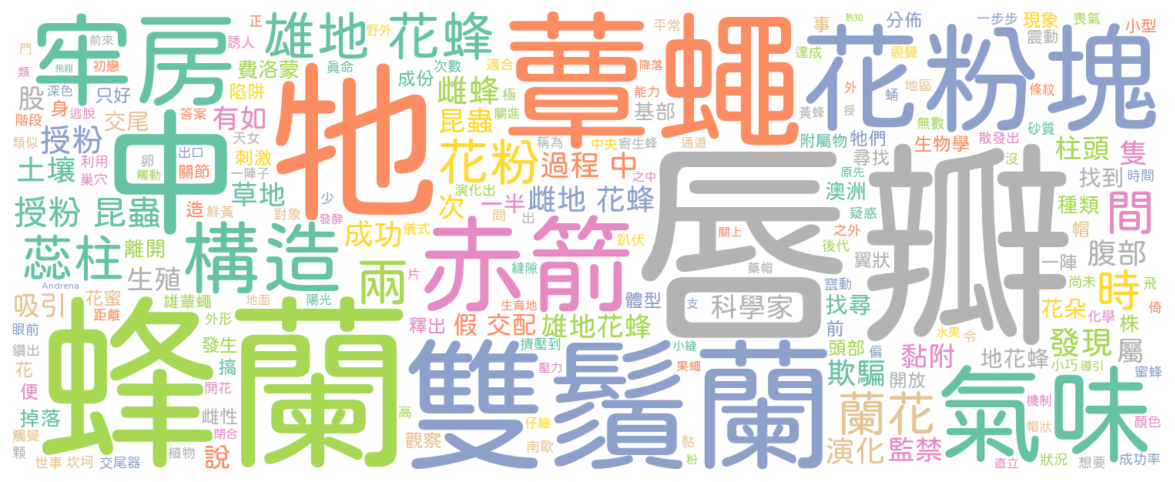 門 前來 牢房 正 誘人 雄地 花蜂 野外 真命 次數 適合 降落 蕈蠅 平常 事 達成 熟知 視覺 分佈 一步步 現象 喪氣 震動 小型
類 飛翔 初戀 費洛蒙 成份 雌蜂 極 能力 花粉塊 外 地區 條紋
深色 身 只好 陷阱 關進 基部 黃蜂 授 蛹 無數 砂質
股 逃脫 階段 答案 有如 昆蟲 稱為 中央 寄生蜂 通道 附屬物 牠們 生物學 散發出 沒 柱頭 隻
類似 授粉 交尾 天女 牠 花粉 過程 中 之中 尋找 原先 找到 時間
土壤 利用 卵 觸動 出口 關節 刺激 一陣子 演化出 雌地 花蜂 澳洲 種類 間
巢穴 中 草地 少 次 一半 疑惑 帽
授粉 昆蟲 造 鮮黃 對象 發酵 問 出 唇瓣 之外 腹部
蕊柱 離開 構造 成功 儀式 赤箭 趴伏 關上 後代 翼狀 一陣
生殖 兩 片 縫隙 藥帽 竄動 尚未 飛
Andrena 地面 陽光 生育地 體型 支 科學家 找尋 花朵 時 化學 倚
吸引 花蜜 雄蕈蠅 距離 釋出 假 交配 雄地花蜂 前 水果 令 發現 株
眼前 外形 發生 擠壓到 小縫 頭部 偏 黏附 地花蜂 屬
鑽出 蜂蘭 搞 雙鬚蘭 壓力 果蠅 欺騙 開放 小巧 導引 蜜蜂
花 便 開花 高 蘭花 氣味 機制 顏色
掉落 雌性 仔細 帽狀
觸覺 閉合 觀察 南歌 黏 演化 監禁 狀況 成功率
顆 世事 坎坷 交尾器 植物 說 粉 直立 想要